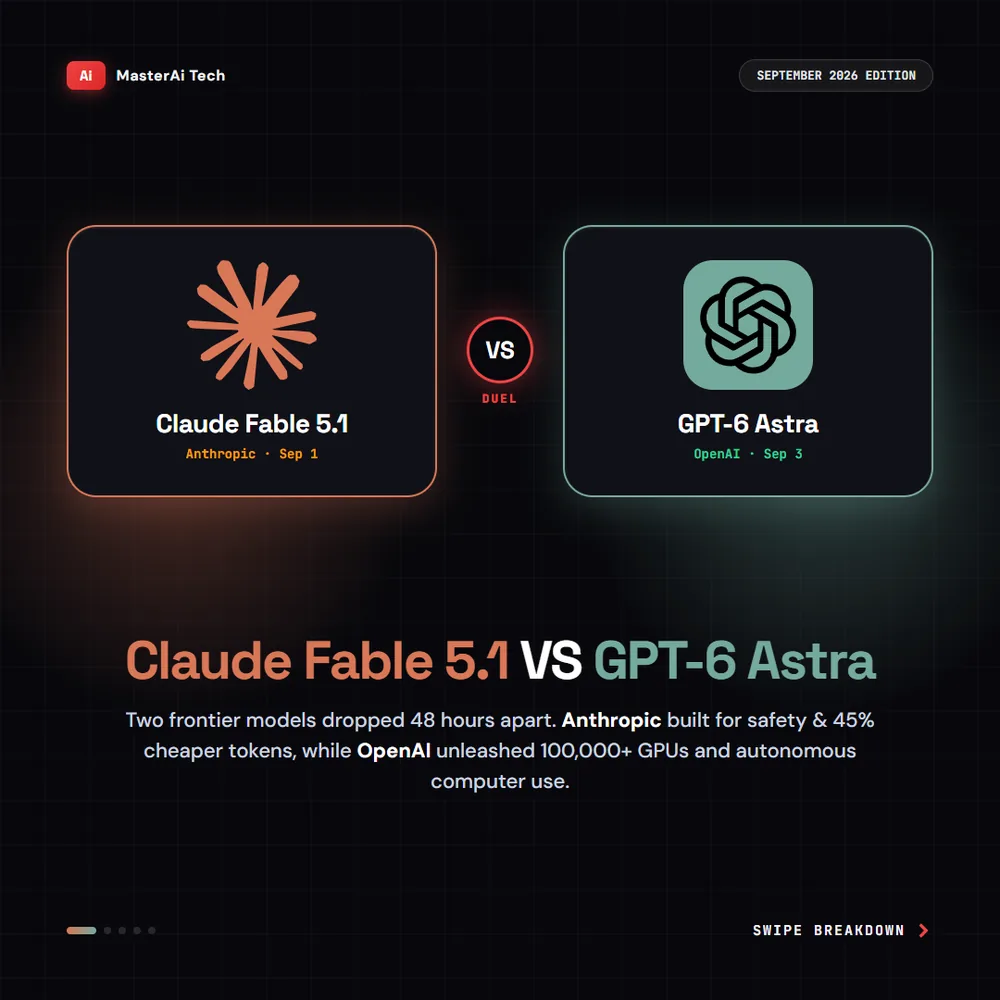 Ai MasterAi Tech
SEPTEMBER 2026 EDITION
Claude Fable 5.1
Anthropic · Sep 1
VS
DUEL
GPT-6 Astra
OpenAI · Sep 3
Claude Fable 5.1 VS GPT-6 Astra
Two frontier models dropped 48 hours apart. Anthropic built for safety & 45%
cheaper tokens, while OpenAI unleashed 100,000+ GPUs and autonomous
computer use.
SWIPE BREAKDOWN